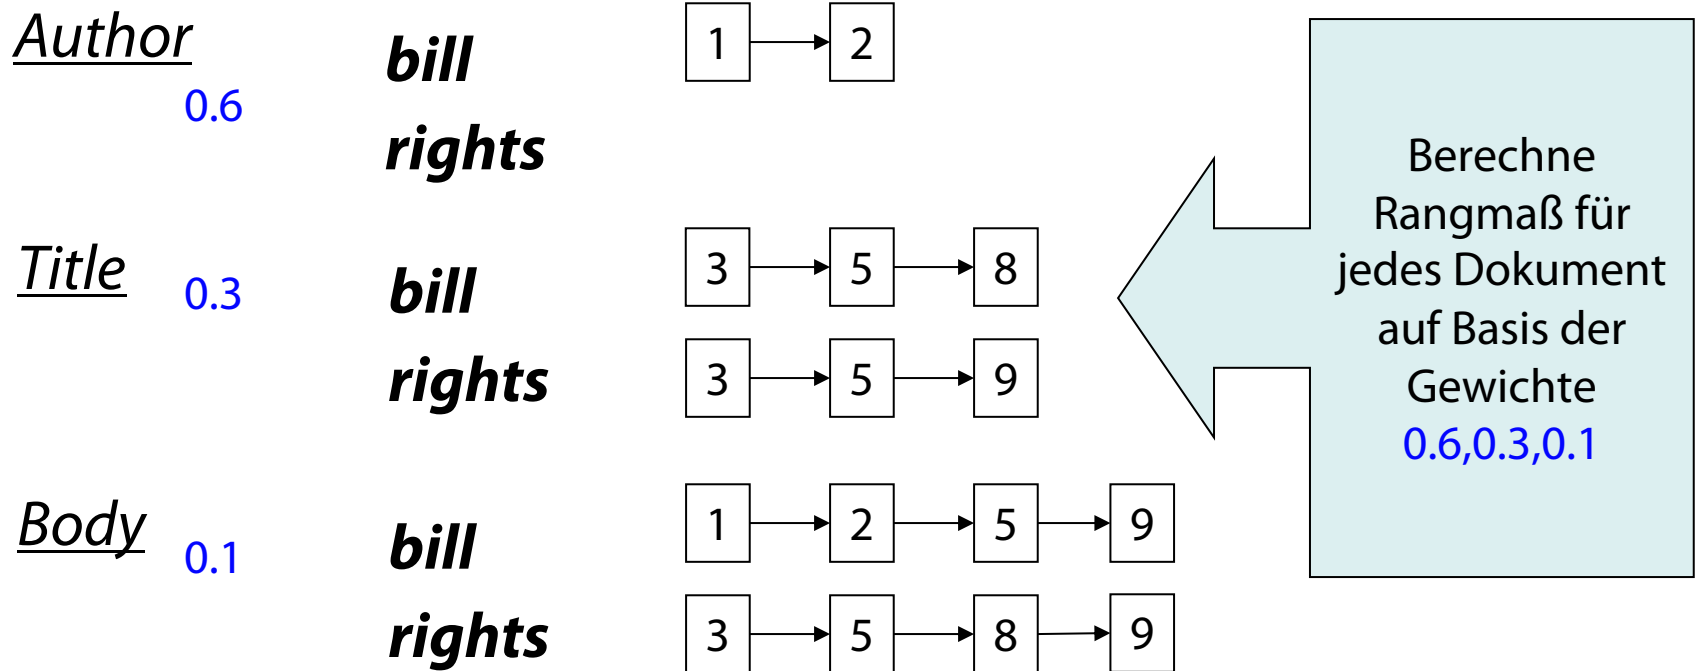 Author
0.6
bill 1 2
rights
Title 0.3
bill 3 5 8
rights 3 5 9
Body 0.1
bill 1 2 5 9
rights 3 5 8 9
Berechne
Rangmaß für
jedes Dokument
auf Basis der
Gewichte
0.6,0.3,0.1